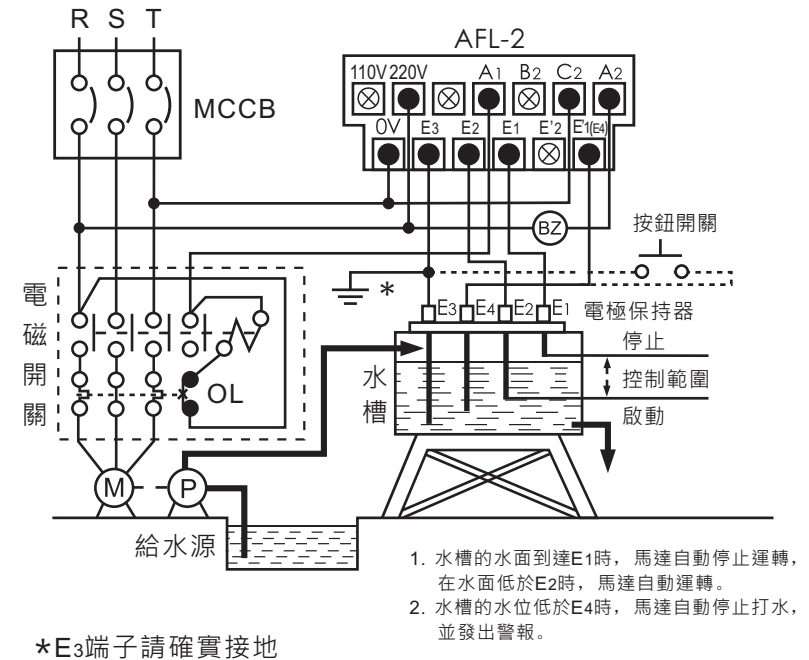 R S T
AFL-2
110V 220V A1 B2 C2 A2
MCCB
0V E3 E2 E1 E'2 E'1(E4)
BZ
按鈕開關
*
電磁開關
E3 E4 E2 E1 電極保持器
停止
水槽
控制範圍
OL
啟動
M P
給水源
1. 水槽的水面到達E1時，馬達自動停止運轉，
在水面低於E2時，馬達自動運轉。
2. 水槽的水位低於E4時，馬達自動停止打水，
並發出警報。
*E3端子請確實接地